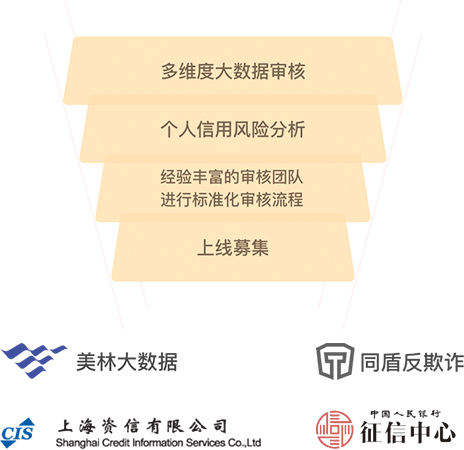 多维度大数据审核
个人信用风险分析
经验丰富的审核团队
进行标准化审核流程
上线募集
美林大数据
同盾反欺诈
CIS
上海资信有限公司
Shanghai Credit Information Services Co.,Ltd
中国人民银行
征信中心